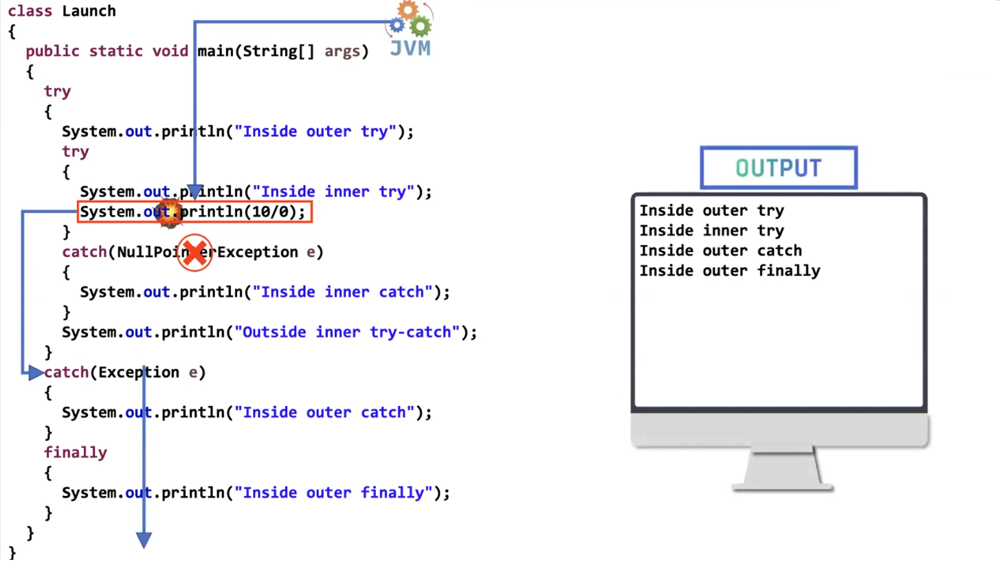 class Launch
{
public static void main(String[] args)
{
try
{
System.out.println("Inside outer try");
try
{
System.out.println("Inside inner try");
System.out.println(10/0);
}
catch(NullPointerException e)
{
System.out.println("Inside inner catch");
}
System.out.println("Outside inner try-catch");
}
catch(Exception e)
{
System.out.println("Inside outer catch");
}
finally
{
System.out.println("Inside outer finally");
}
}
}
JVM
OUTPUT
Inside outer try
Inside inner try
Inside outer catch
Inside outer finally